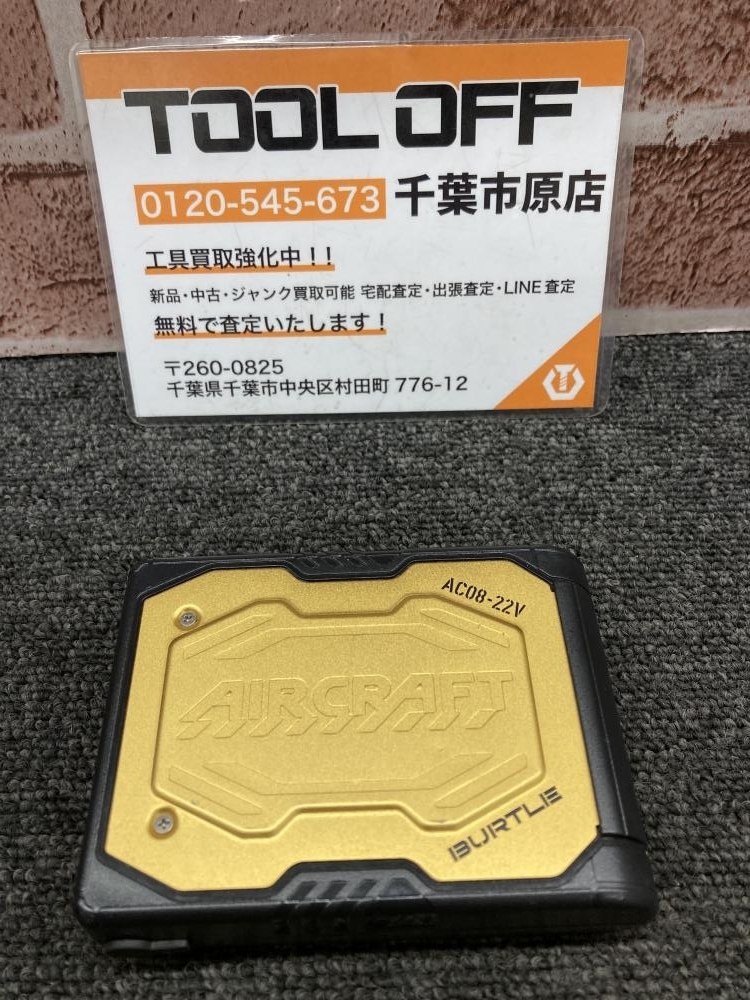 TOOL OFF
0120-545-673 千葉市原店
工具買取強化中！！
新品・中古・ジャンク買取可能 宅配査定・出張査定・LINE査定
無料で査定いたします！
〒260-0825
千葉県千葉市中央区村田町 776-12
AC08-22V
AIRCRAFT
BURTLE